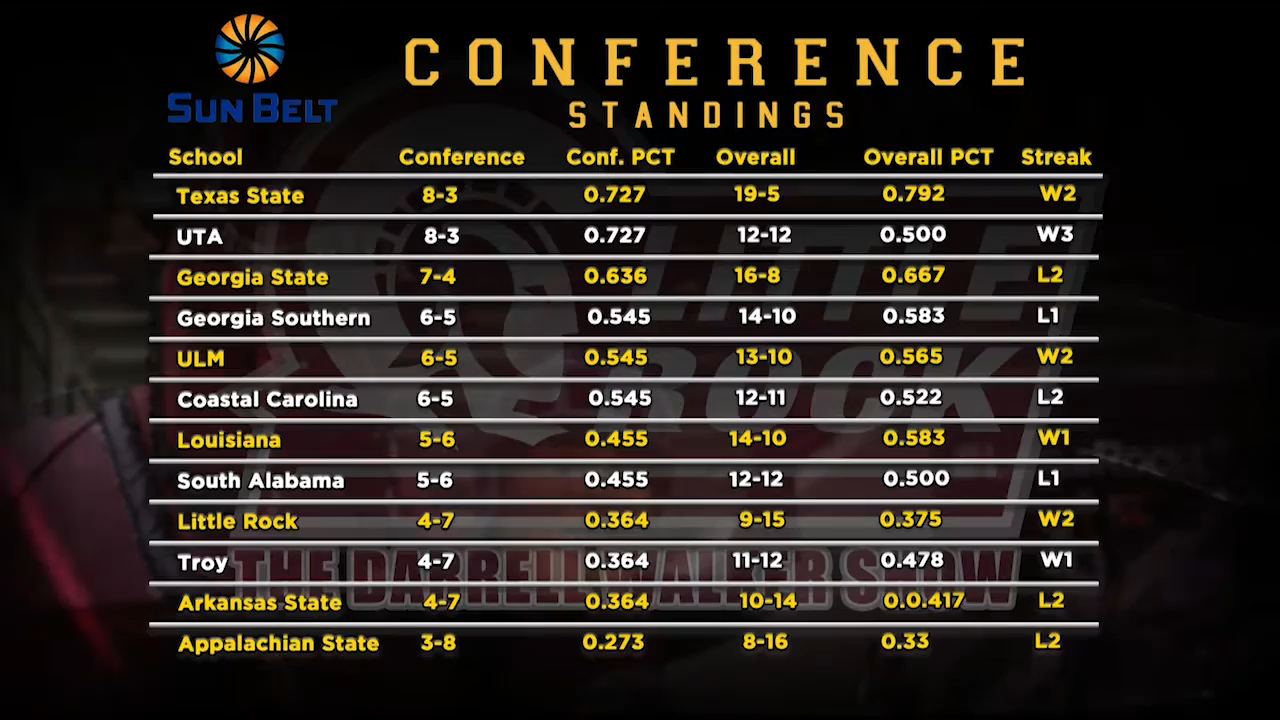 SUN BELT
CONFERENCE
STANDINGS
School Conference Conf. PCT Overall Overall PCT Streak
Texas State 8-3 0.727 19-5 0.792 W2
UTA 8-3 0.727 12-12 0.500 W3
Georgia State 7-4 0.636 16-8 0.667 L2
Georgia Southern 6-5 0.545 14-10 0.583 L1
ULM 6-5 0.545 13-10 0.565 W2
Coastal Carolina 6-5 0.545 12-11 0.522 L2
Louisiana 5-6 0.455 14-10 0.583 W1
South Alabama 5-6 0.455 12-12 0.500 L1
Little Rock 4-7 0.364 9-15 0.375 W2
Troy 4-7 0.364 11-12 0.478 W1
Arkansas State 4-7 0.364 10-14 0.0.417 L2
Appalachian State 3-8 0.273 8-16 0.33 L2
LITTLE
ROCK
THE DARRELL WALKER SHOW